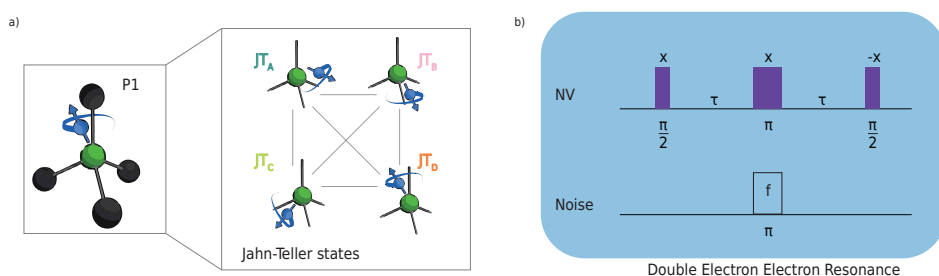 a)
P1
JT_A
JT_B
JT_C
JT_D
Jahn-Teller states
b)
x
x
-x
NV
τ
τ
π
2
π
π
2
f
Noise
π
Double Electron Electron Resonance